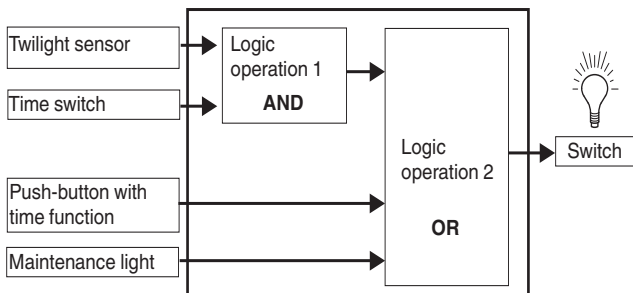 Twilight sensor
Time switch
Push-button with
time function
Maintenance light
Logic
operation 1
AND
Logic
operation 2
OR
Switch